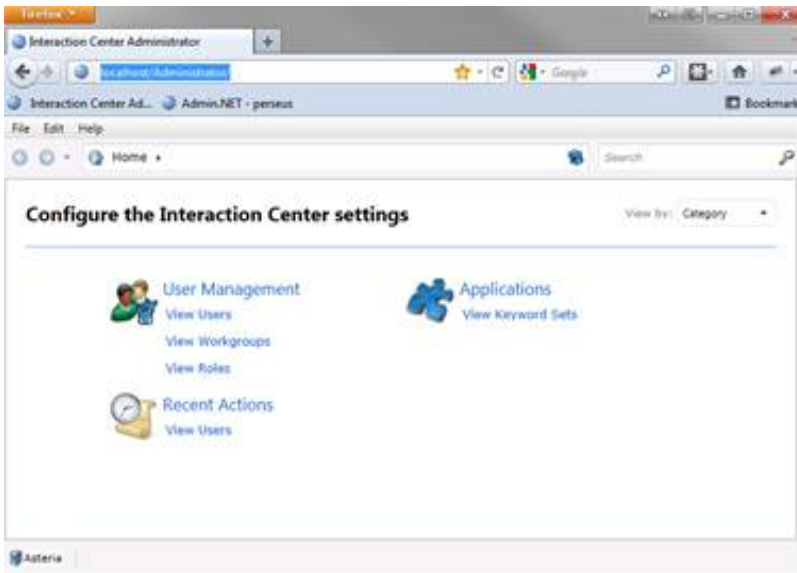 Firefox
Interaction Center Administrator
localhost/Administrator/
Google
Interaction Center Ad... Admin.NET - perseus
Bookmark
File Edit Help
Home
Search
Configure the Interaction Center settings
View by: Category
User Management
View Users
View Workgroups
View Roles
Applications
View Keyword Sets
Recent Actions
View Users
Asteria